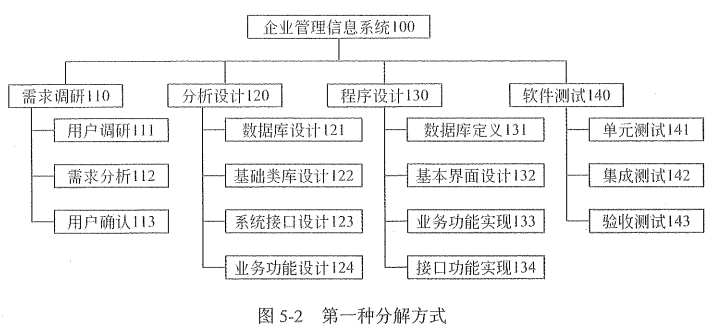 企业管理信息系统100
需求调研110 分析设计120 程序设计130 软件测试140
用户调研111 数据库设计121 数据库定义131 单元测试141
需求分析112 基础类库设计122 基本界面设计132 集成测试142
用户确认113 系统接口设计123 业务功能实现133 验收测试143
业务功能设计124 接口功能实现134
图 5-2 第一种分解方式